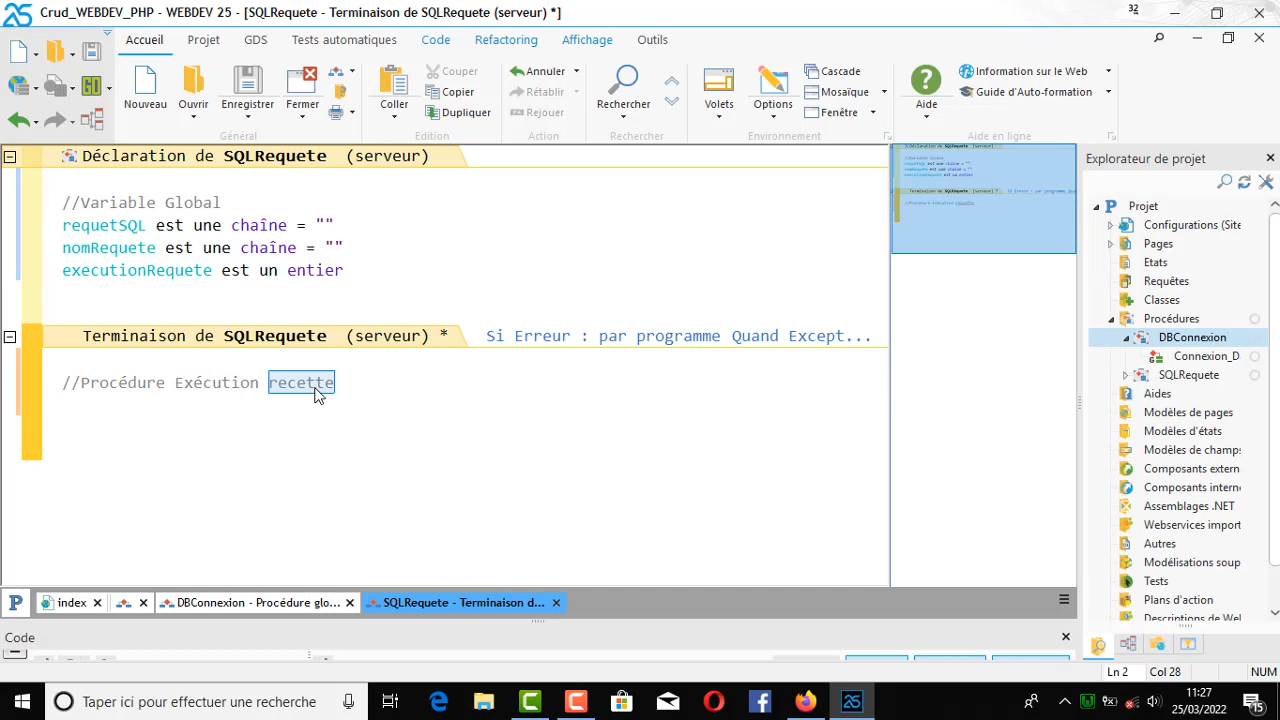 Crud_WEBDEV_PHP - WEBDEV 25 - [SQLRequete - Terminaison de SQLRequete (serveur) *]
32
Accueil Projet GDS Tests automatiques Code Refactoring Affichage Outils
Nouveau
Ouvrir
Enregistrer
Fermer
Général
Coller
Couper
Copier
Dupliquer
Edition
Annuler
Rétablir
Rejouer
Action
Rechercher
Rechercher
Volets
Options
Cascade
Mosaïque
Fenêtre
Environnement
Aide
Information sur le Web
Guide d'Auto-formation
Aide en ligne
Déclaration de SQLRequete (serveur)
//Variable Global
requetSQL est une chaîne = ""
nomRequete est une chaîne = ""
executionRequete est un entier
Terminaison de SQLRequete (serveur) * Si Erreur : par programme Quand Except...
//Procédure Exécution recette
Explorateur de projet
Projet
Configurations (Site
Pages
Etats
Requêtes
Classes
Procédures
DBConnexion
Connexion_D
SQLRequete
Aides
Modèles de pages
Modèles d'états
Modèles de champs
Composants extern
Composants interne
Assemblages .NET
Webservices import
Autres
Modélisations soup
Tests
Plans d'action
Descriptions de Web
index
DBConnexion - Procédure glo...
SQLRequete - Terminaison d...
Code
Ln 2 Col 28 NUM
Taper ici pour effectuer une recherche
11:27
25/03/2022
15